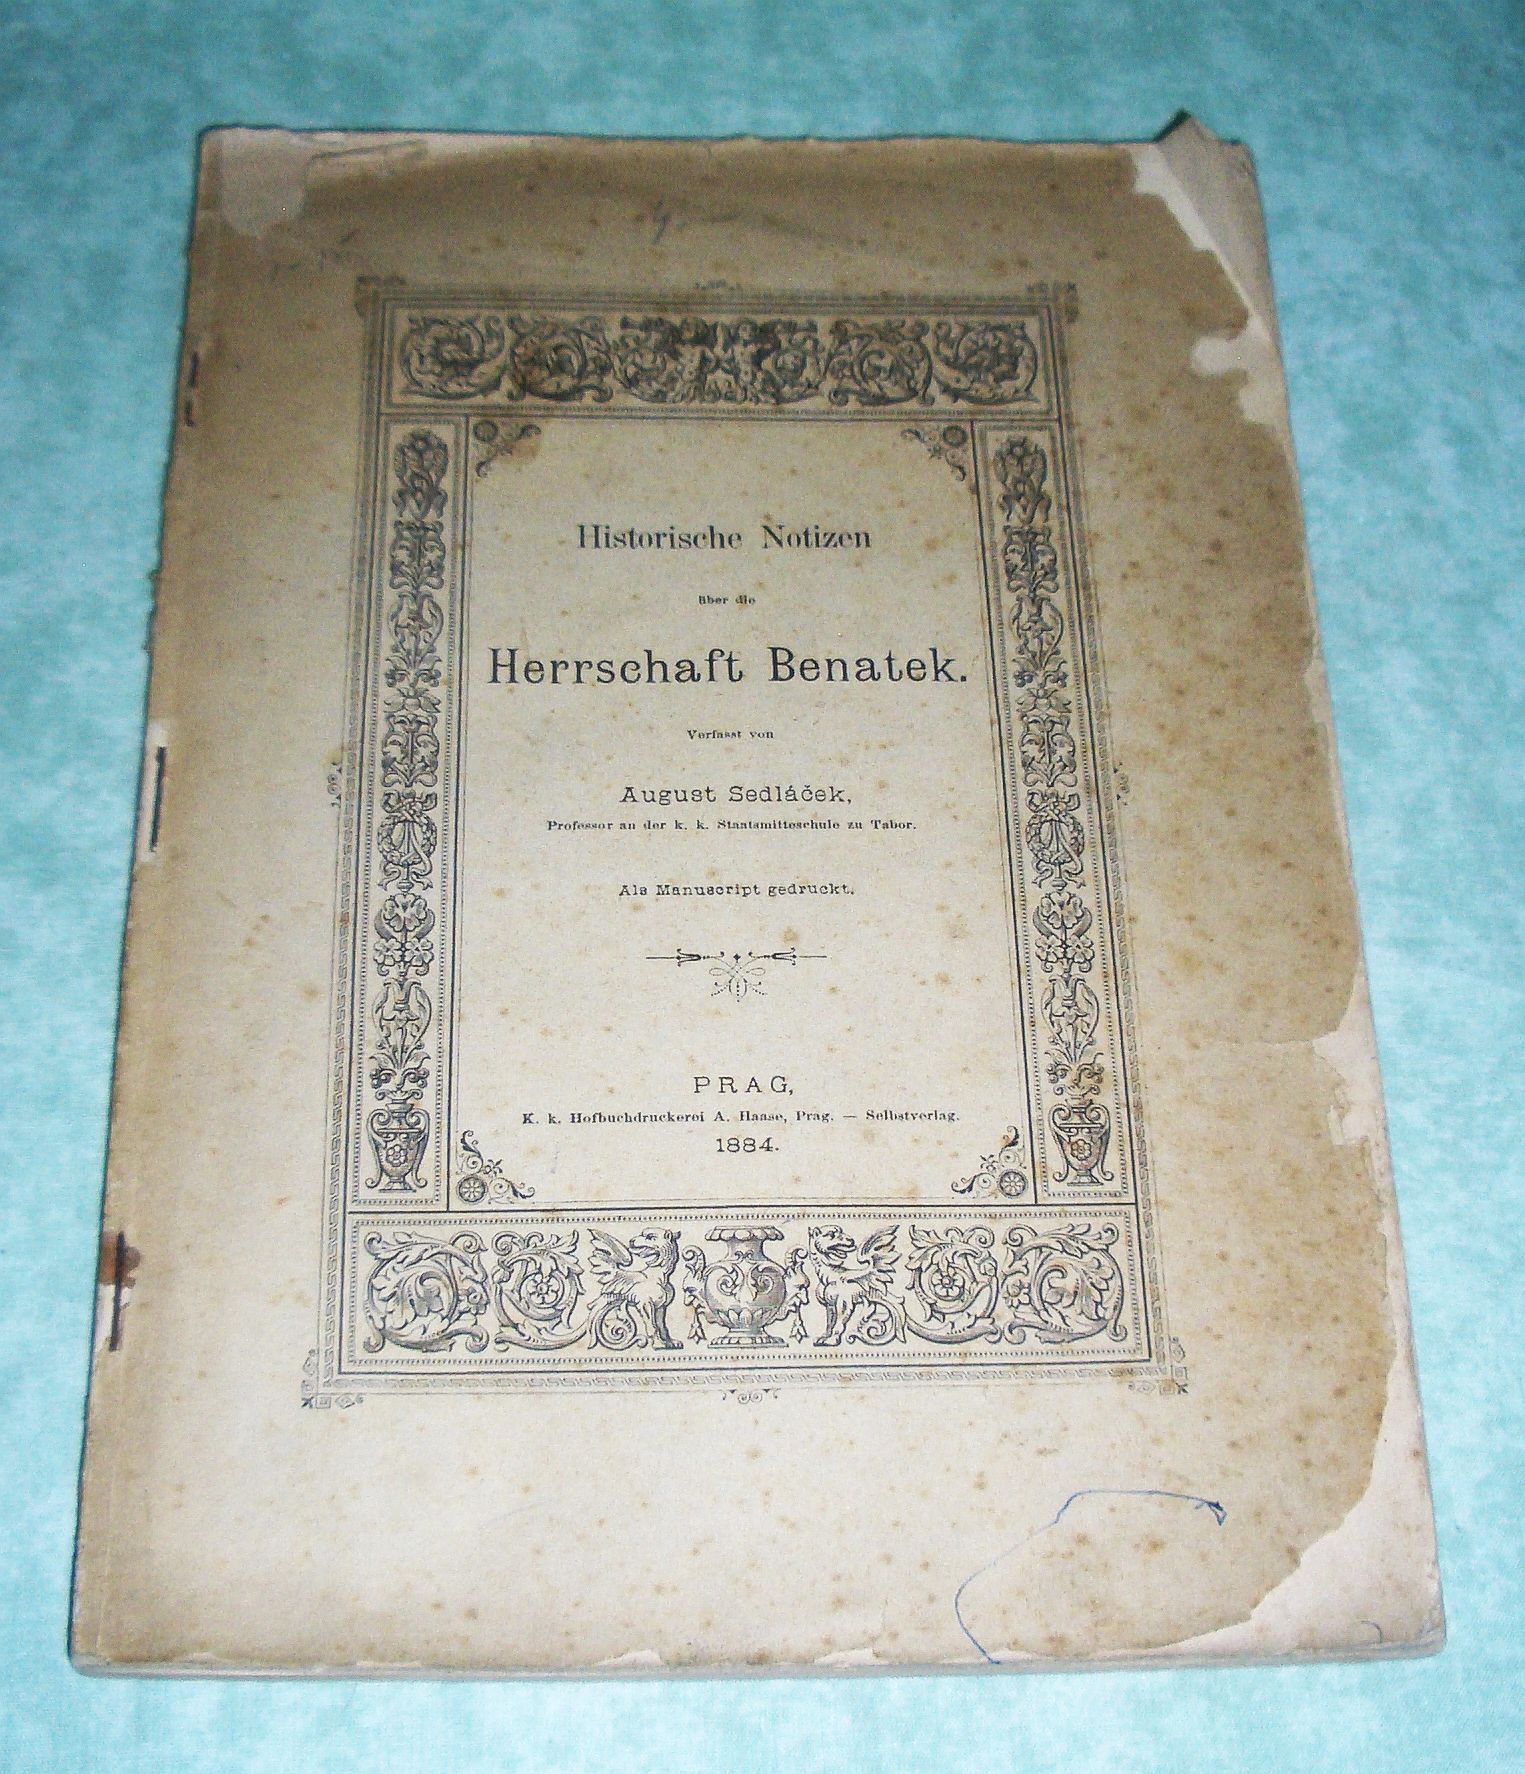 Historische Notizen
über die
Herrschaft Benatek.
Verfasst von
August Sedláček,
Professor an der k. k. Staatsmittelschule zu Tabor.
Als Manuscript gedruckt.
PRAG,
K. k. Hofbuchdruckerei A. Haase, Prag. — Selbstverlag.
1884.